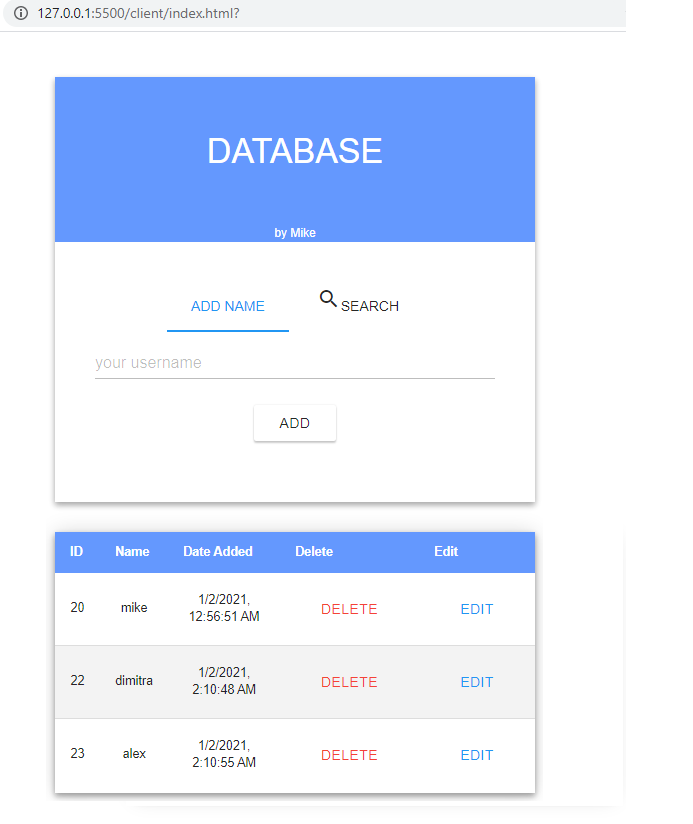 127.0.0.1:5500/client/index.html?
DATABASE
by Mike
ADD NAME SEARCH
your username
ADD
ID Name Date Added Delete Edit
20 mike 1/2/2021, 12:56:51 AM DELETE EDIT
22 dimitra 1/2/2021, 2:10:48 AM DELETE EDIT
23 alex 1/2/2021, 2:10:55 AM DELETE EDIT